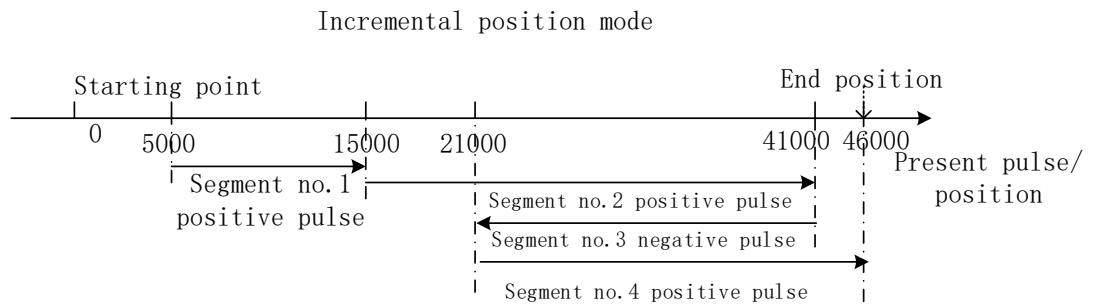 Incremental position mode
Starting point
End position
0
5000
15000
21000
41000
46000
Present pulse/
position
Segment no.1
positive pulse
Segment no.2 positive pulse
Segment no.3 negative pulse
Segment no.4 positive pulse